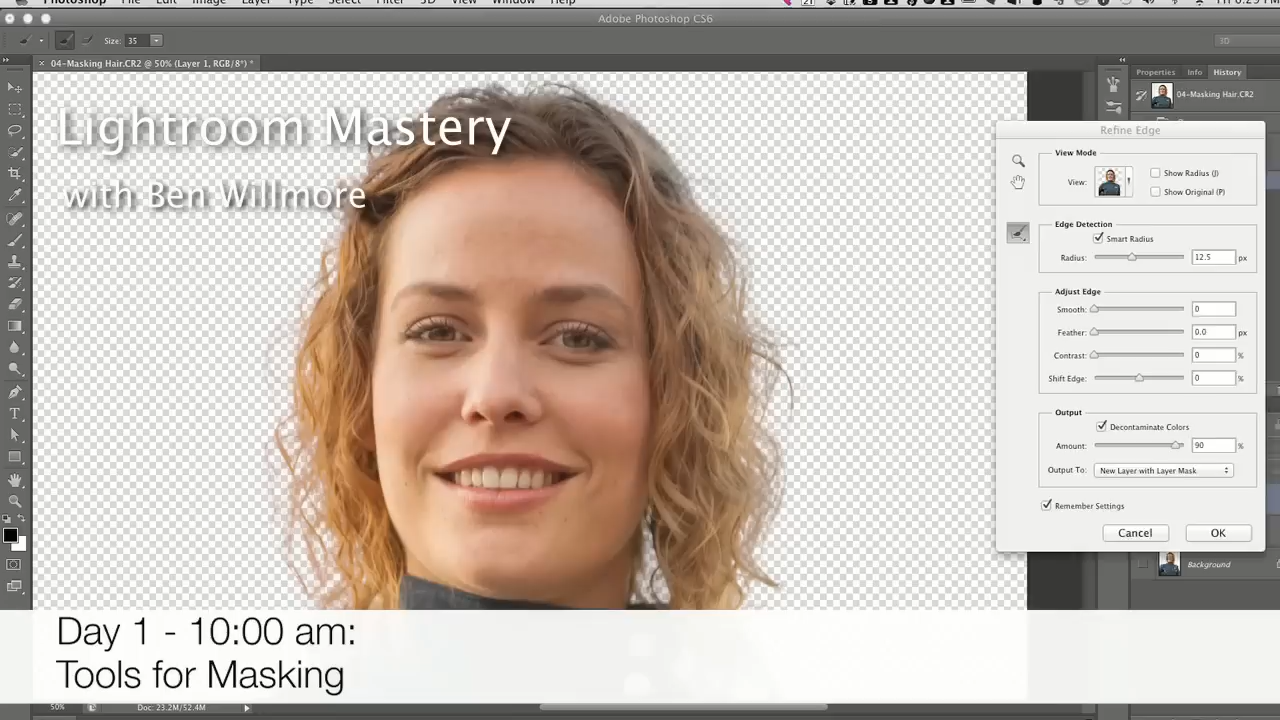 Photoshop File Edit Image Layer Type Select Filter 3D View Window Help
Adobe Photoshop CS6
Size: 35
3D
× 04-Masking Hair.CR2 @ 50% (Layer 1, RGB/8*) *
Properties Info History
04-Masking Hair.CR2
Lightroom Mastery
with Ben Willmore
Refine Edge
View Mode
View:
Show Radius (J)
Show Original (P)
Edge Detection
Smart Radius
Radius: 12.5 px
Adjust Edge
Smooth: 0
Feather: 0.0 px
Contrast: 0 %
Shift Edge: 0 %
Output
Decontaminate Colors
Amount: 90 %
Output To: New Layer with Layer Mask
Remember Settings
Cancel OK
Background
Day 1 - 10:00 am:
Tools for Masking
50% Doc: 23.2M/52.4M